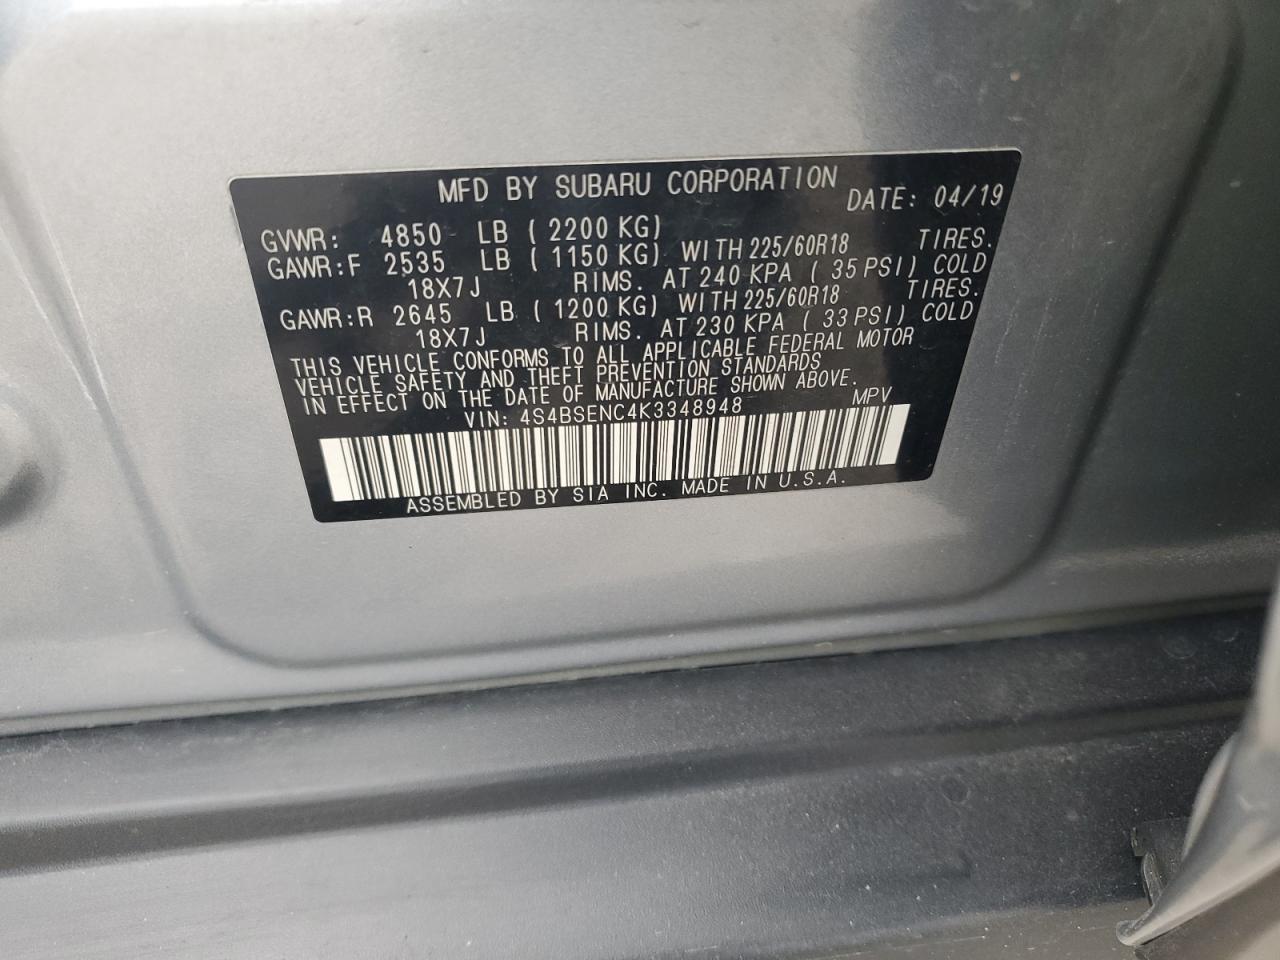 MFD BY SUBARU CORPORATION DATE: 04/19
GVWR: 4850 LB ( 2200 KG)
GAWR:F 2535 LB ( 1150 KG) WITH 225/60R18 TIRES.
18X7J RIMS. AT 240 KPA ( 35 PSI) COLD
GAWR:R 2645 LB ( 1200 KG) WITH 225/60R18 TIRES.
18X7J RIMS. AT 230 KPA ( 33 PSI) COLD
THIS VEHICLE CONFORMS TO ALL APPLICABLE FEDERAL MOTOR
VEHICLE SAFETY AND THEFT PREVENTION STANDARDS
IN EFFECT ON THE DATE OF MANUFACTURE SHOWN ABOVE.
VIN: 4S4BSENC4K3348948 MPV
ASSEMBLED BY SIA INC. MADE IN U.S.A.